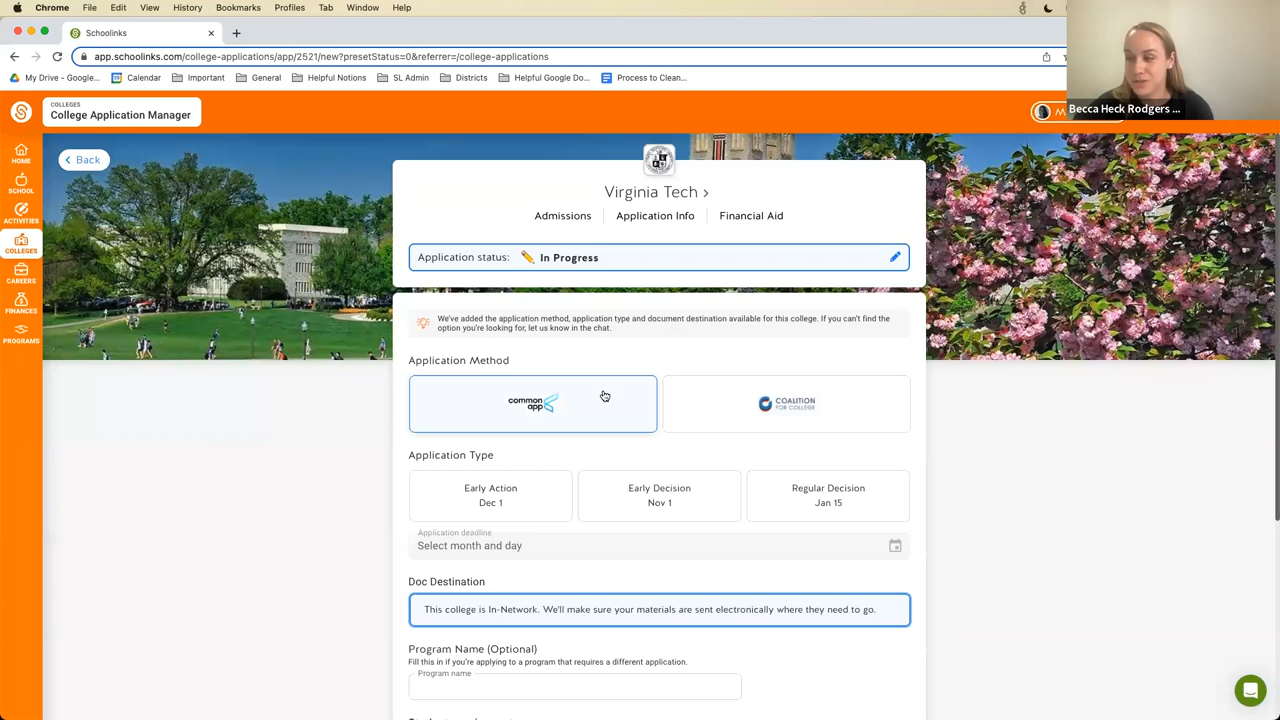 Chrome File Edit View History Bookmarks Profiles Tab Window Help
Schoolinks
app.schoolinks.com/college-applications/app/2521/new?presetStatus=0&referrer=/college-applications
My Drive - Google... Calendar Important General Helpful Notions SL Admin Districts Helpful Google Do... Process to Clean...
Becca Heck Rodgers ...
COLLEGES
College Application Manager
M
HOME
SCHOOL
ACTIVITIES
COLLEGES
CAREERS
FINANCES
PROGRAMS
Back
Virginia Tech
Admissions Application Info Financial Aid
Application status: In Progress
We've added the application method, application type and document destination available for this college. If you can't find the
option you're looking for, let us know in the chat.
Application Method
common
app
COALITION
FOR COLLEGE
Application Type
Early Action
Dec 1
Early Decision
Nov 1
Regular Decision
Jan 15
Application deadline
Select month and day
Doc Destination
This college is In-Network. We'll make sure your materials are sent electronically where they need to go.
Program Name (Optional)
Fill this in if you're applying to a program that requires a different application.
Program name